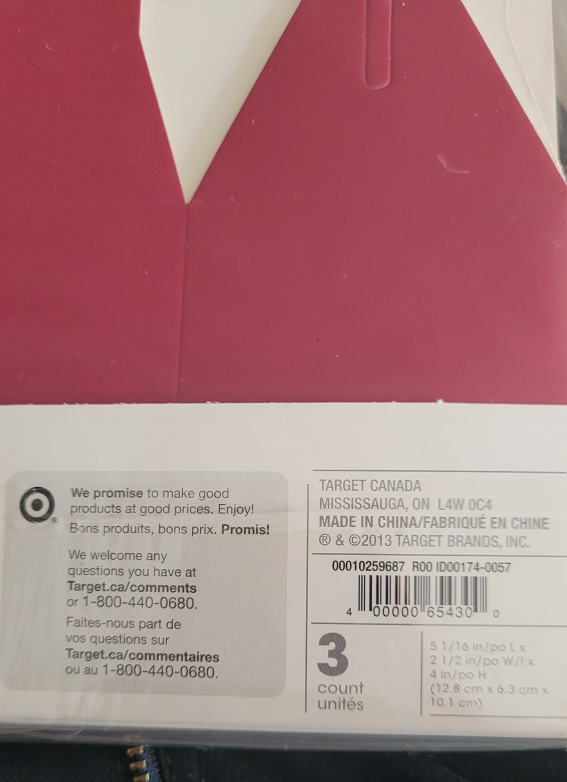 We promise to make good
products at good prices. Enjoy!
Bons produits, bons prix. Promis!
We welcome any
questions you have at
Target.ca/comments
or 1-800-440-0680.
Faites-nous part de
vos questions sur
Target.ca/commentaires
ou au 1-800-440-0680.
TARGET CANADA
MISSISSAUGA, ON L4W 0C4
MADE IN CHINA/FABRIQUÉ EN CHINE
® & ©2013 TARGET BRANDS, INC.
00010259687 R00 ID00174-0057
4 00000 65430 0
3
count
unités
5 1/16 in/po L x
2 1/2 in/po W/l x
4 in/po H
(12.8 cm x 6.3 cm x
10.1 cm)